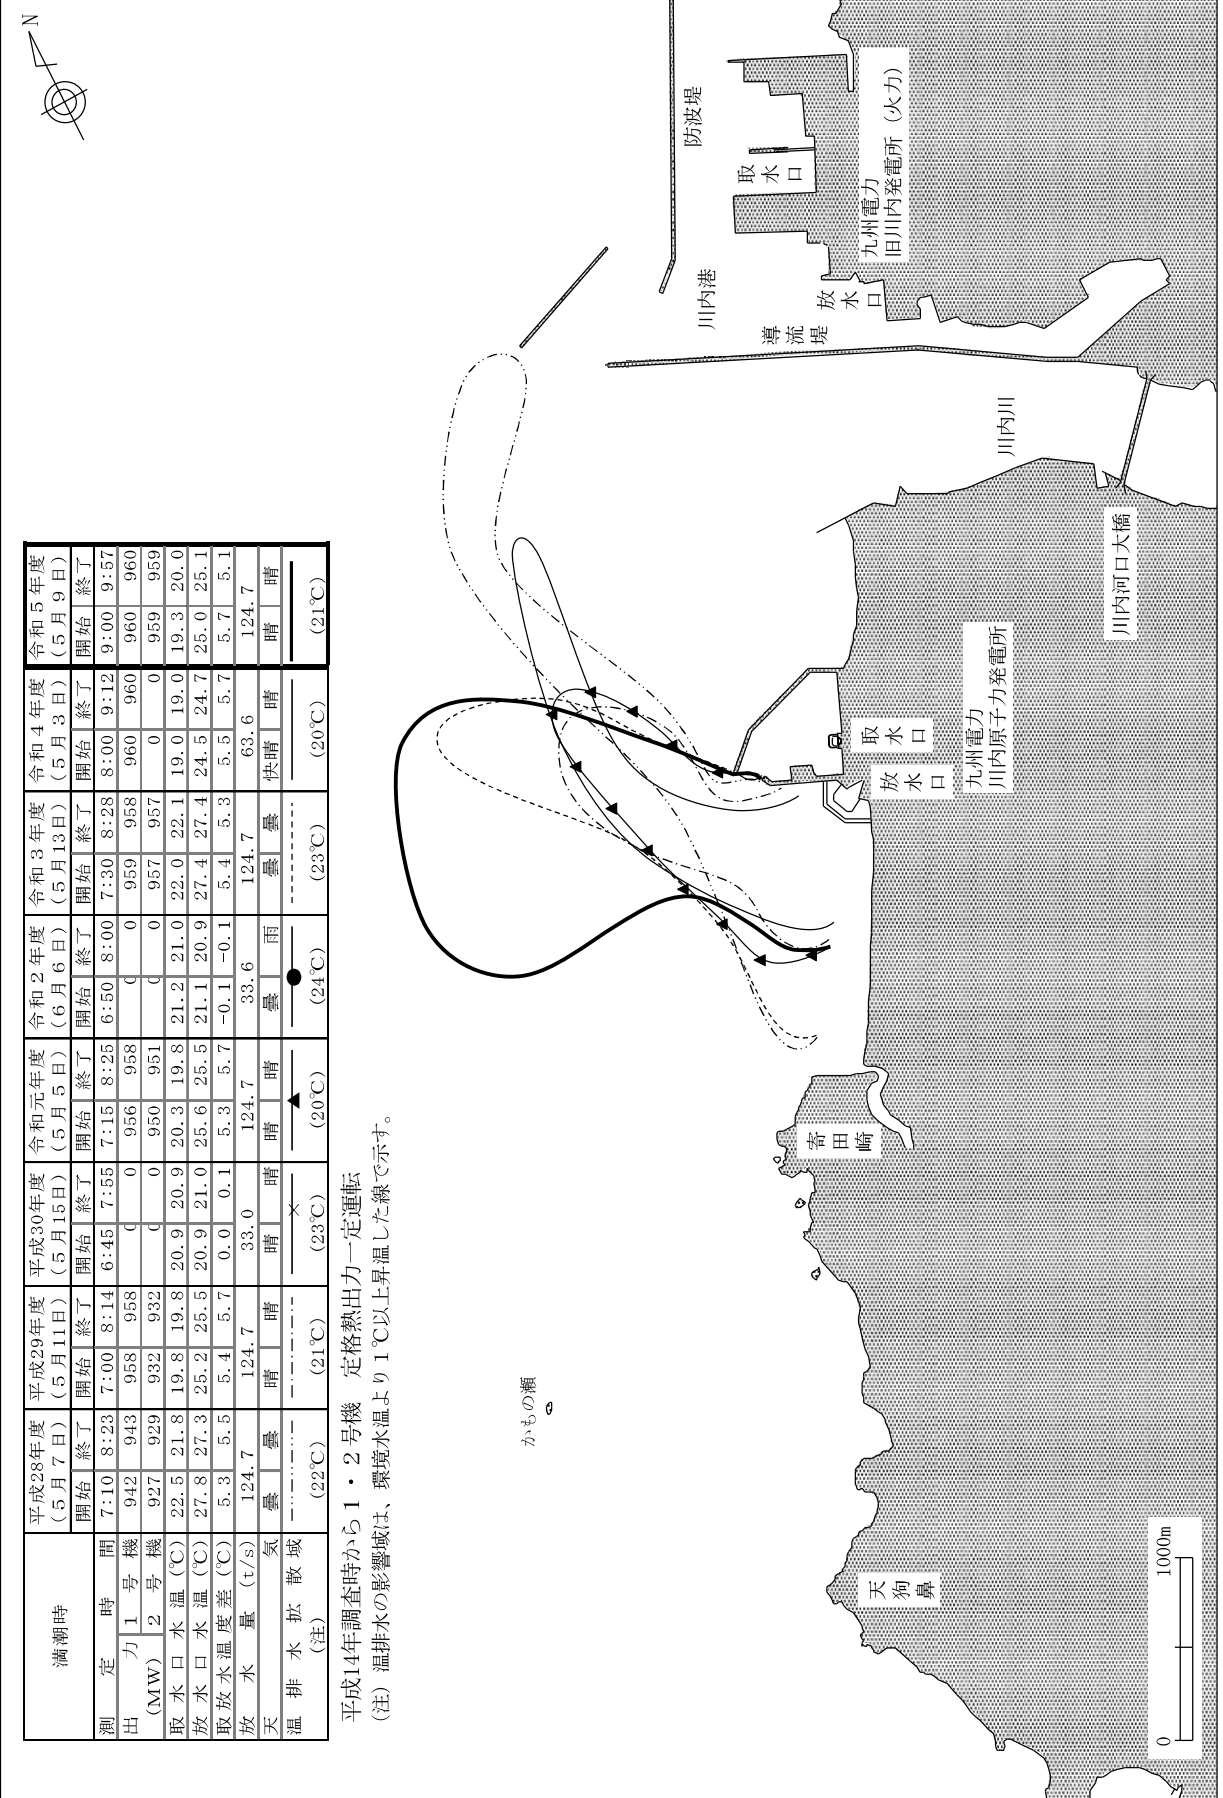 満潮時 平成28年度 平成29年度 平成30年度 令和元年度 令和２年度 令和３年度 令和４年度 令和５年度
(５月７日) (５月11日) (５月15日) (５月５日) (６月６日) (５月13日) (５月３日) (５月９日)
開始 終了 開始 終了 開始 終了 開始 終了 開始 終了 開始 終了 開始 終了 開始 終了
測定時間 7:10 8:23 7:00 8:14 6:45 7:55 7:15 8:25 6:50 8:00 7:30 8:28 8:00 9:12 9:00 9:57
出力 (MW) １号機 942 943 958 958 0 0 956 958 0 0 959 958 960 960 960 960
２号機 927 929 932 932 0 0 950 951 0 0 957 957 0 0 959 959
取水口水温(℃) 22.5 21.8 19.8 19.8 20.9 20.9 20.3 19.8 21.2 21.0 22.0 22.1 19.0 19.0 19.3 20.0
放水口水温(℃) 27.8 27.3 25.2 25.5 20.9 21.0 25.6 25.5 21.1 20.9 27.4 27.4 24.5 24.7 25.0 25.1
取放水温度差(℃) 5.3 5.5 5.4 5.7 0.0 0.1 5.3 5.7 -0.1 -0.1 5.4 5.3 5.5 5.7 5.7 5.1
放水量(t/s) 124.7 124.7 33.0 124.7 33.6 124.7 63.6 124.7
天気 曇 曇 晴 晴 晴 晴 晴 晴 曇 雨 曇 曇 快晴 晴 晴 晴
温排水拡散域
(注) (22℃) (21℃) (23℃) (20℃) (24℃) (23℃) (20℃) (21℃)
平成14年調査時から１・２号機　定格熱出力一定運転
(注) 温排水の影響域は、環境水温より１℃以上昇温した線で示す。
N
かもの瀬
防波堤
川内港
取水口
導流堤
放水口
九州電力
旧川内発電所（火力）
川内川
川内河口大橋
取水口
放水口
九州電力
川内原子力発電所
寄田崎
天狗鼻
0 1000m